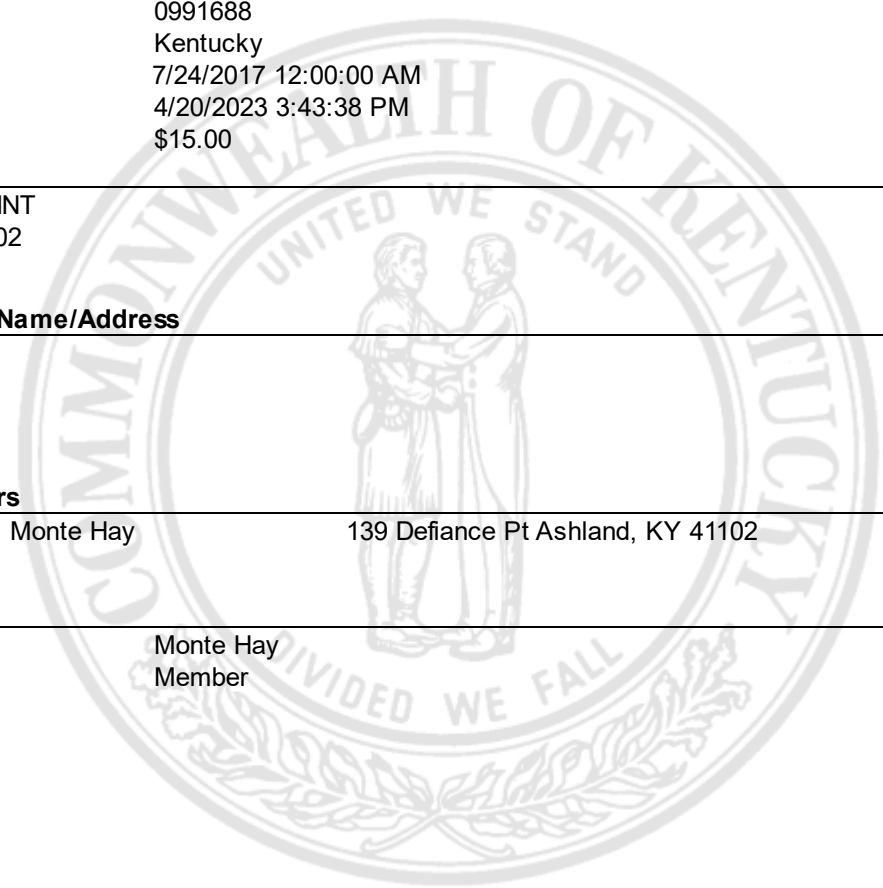 0991688
Kentucky
7/24/2017 12:00:00 AM
4/20/2023 3:43:38 PM
$15.00
INT
02
Name/Address
rs
Monte Hay 139 Defiance Pt Ashland, KY 41102
Monte Hay
Member
COMMONWEALTH OF KENTUCKY
UNITED WE STAND
DIVIDED WE FALL